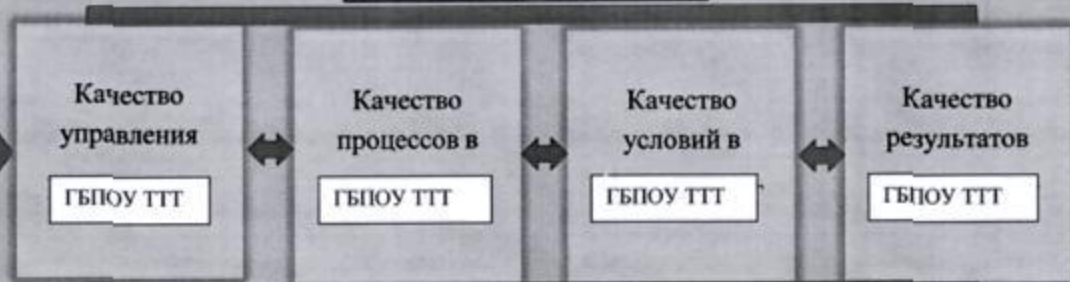 Качество
управления
ГБПОУ ТТТ
Качество
процессов в
ГБПОУ ТТТ
Качество
условий в
ГБПОУ ТТТ
Качество
результатов
ГБПОУ ТТТ